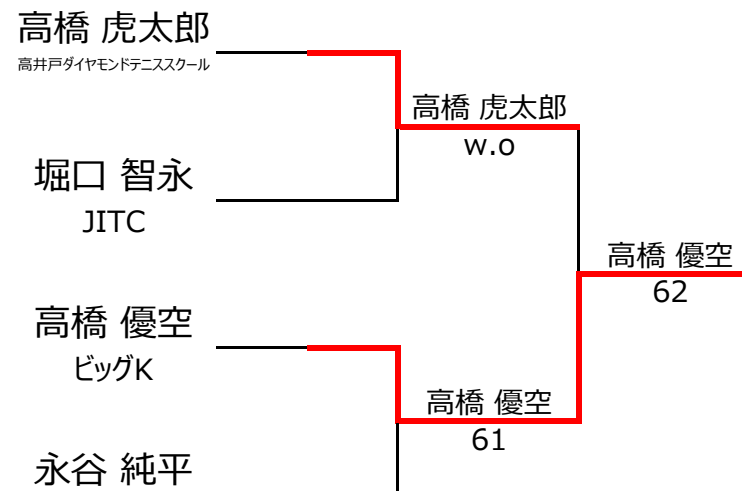 高橋 虎太郎
高井戸ダイヤモンドテニススクール
高橋 虎太郎
w.o
堀口 智永
JITC
高橋 優空
62
高橋 優空
ビッグK
高橋 優空
61
永谷 純平